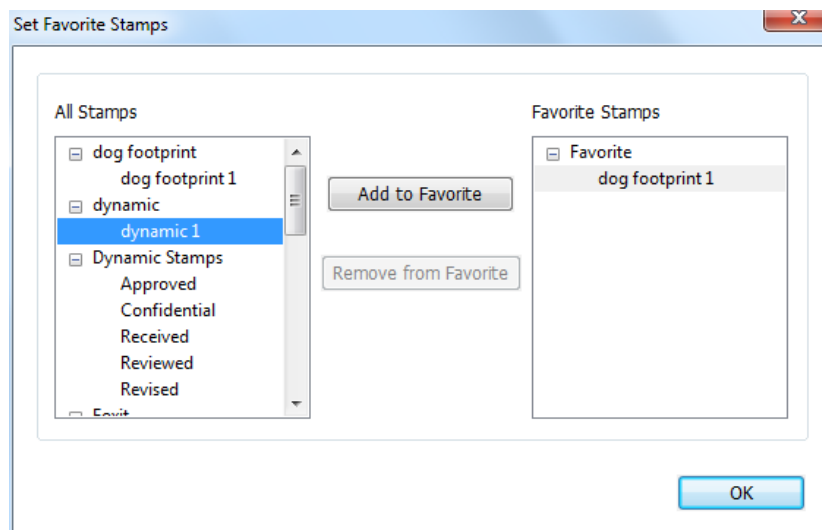 Set Favorite Stamps
All Stamps
dog footprint
dog footprint 1
dynamic
dynamic 1
Dynamic Stamps
Approved
Confidential
Received
Reviewed
Revised
Foxit
Add to Favorite
Remove from Favorite
Favorite Stamps
Favorite
dog footprint 1
OK